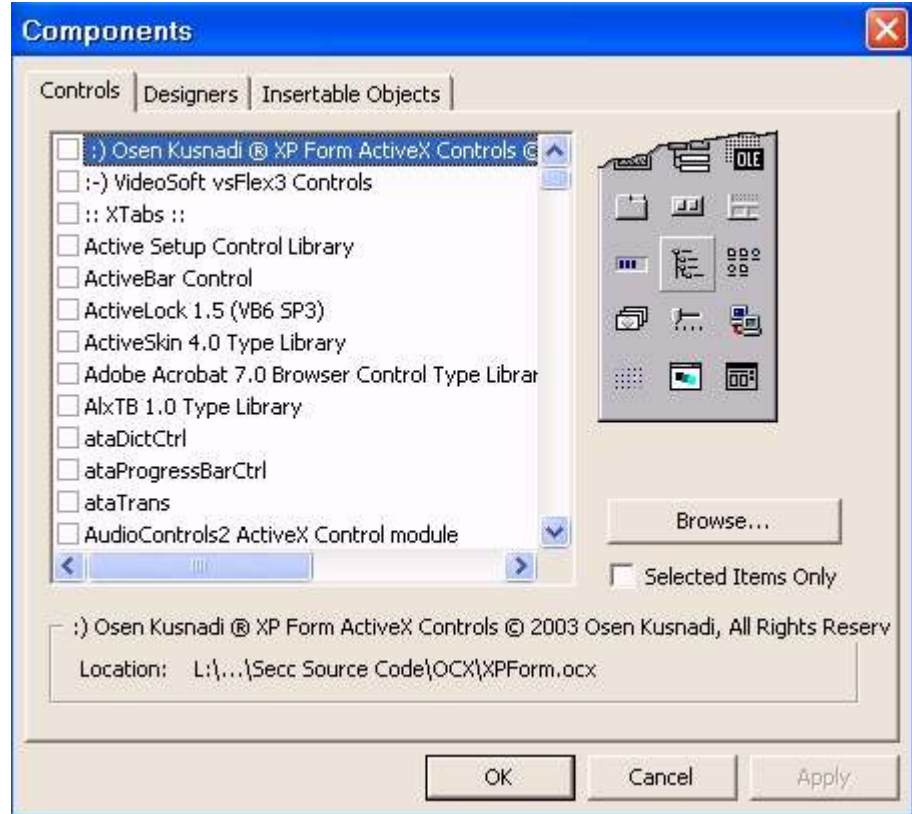 Components
Controls Designers Insertable Objects
:) Osen Kusnadi ® XP Form ActiveX Controls ©
:-) VideoSoft vsFlex3 Controls
:: XTabs ::
Active Setup Control Library
ActiveBar Control
ActiveLock 1.5 (VB6 SP3)
ActiveSkin 4.0 Type Library
Adobe Acrobat 7.0 Browser Control Type Librar
AlxTB 1.0 Type Library
ataDictCtrl
ataProgressBarCtrl
ataTrans
AudioControls2 ActiveX Control module
OLE
Browse...
Selected Items Only
:) Osen Kusnadi ® XP Form ActiveX Controls © 2003 Osen Kusnadi, All Rights Reserv
Location: L:\...\Secc Source Code\OCX\XPForm.ocx
OK Cancel Apply